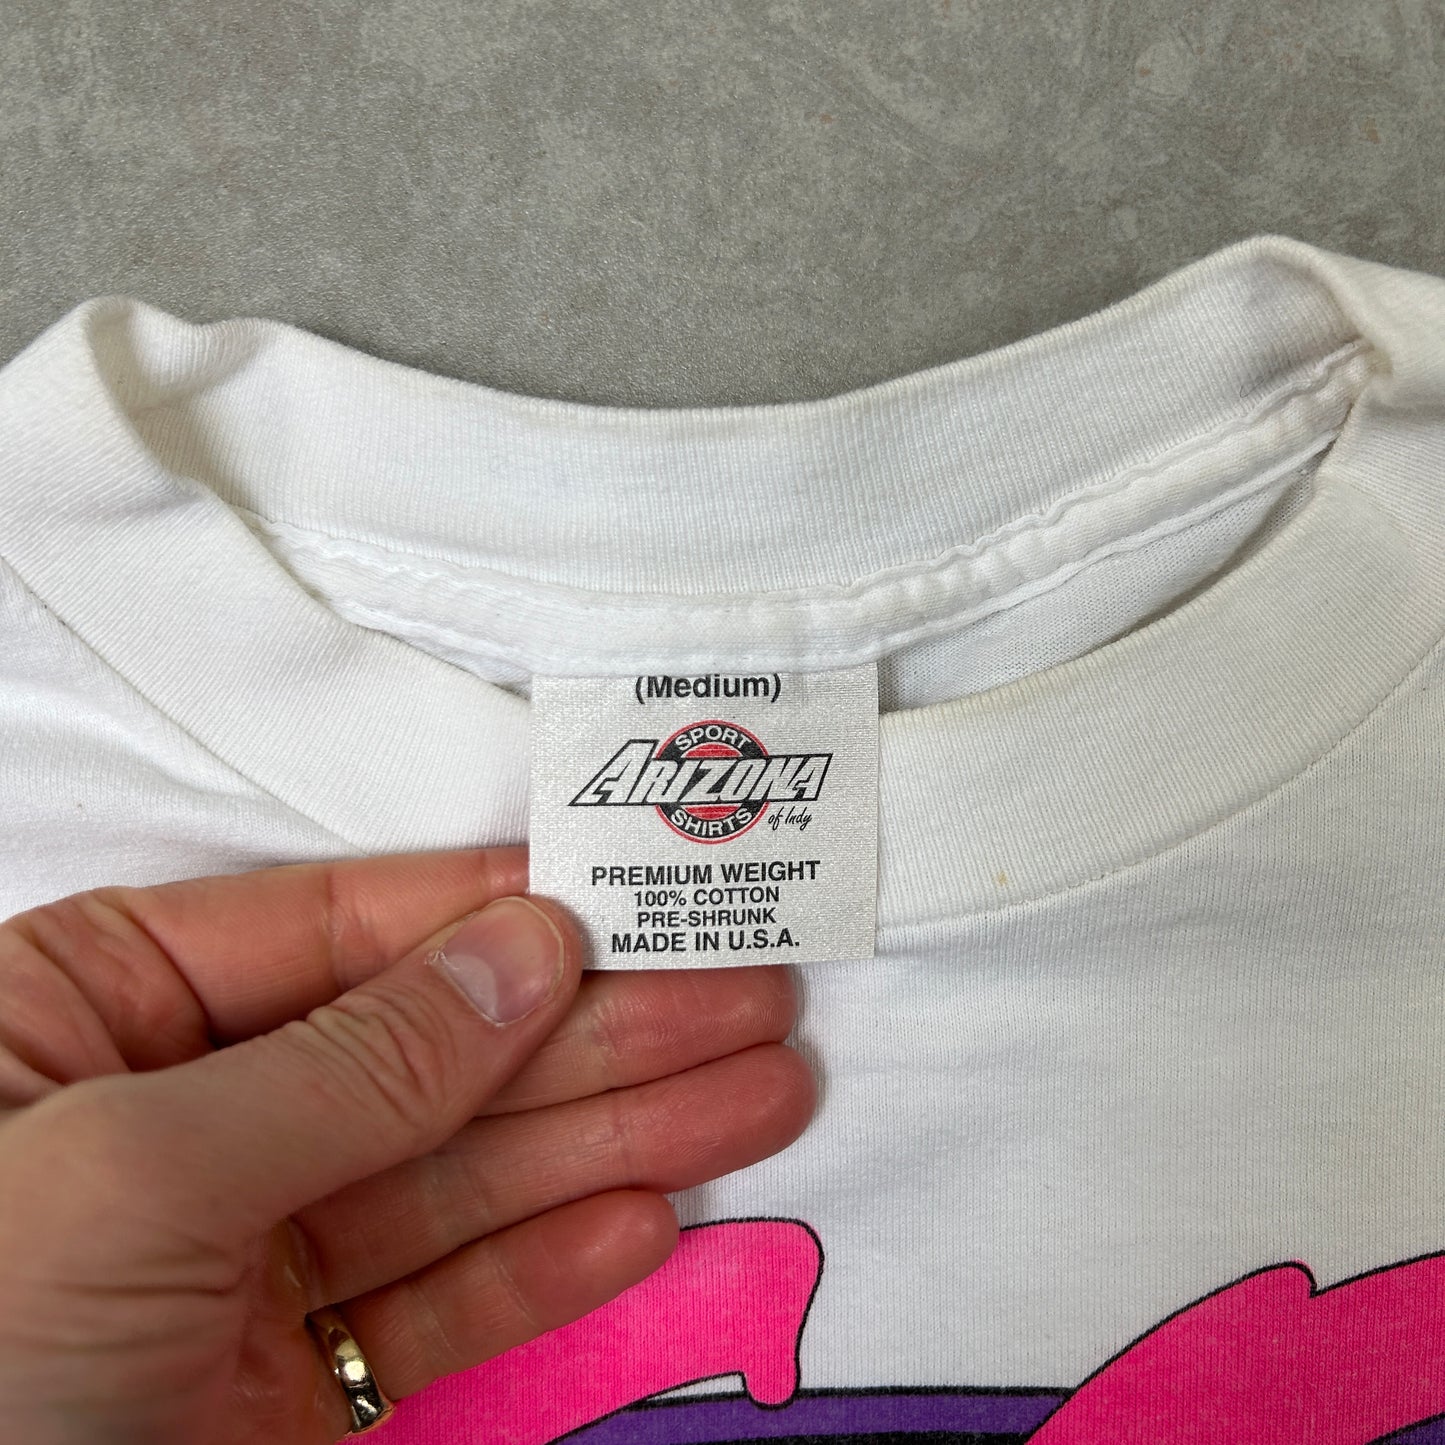 (Medium)
SPORT
ARIZONA
SHIRTS
of Indy
PREMIUM WEIGHT
100% COTTON
PRE-SHRUNK
MADE IN U.S.A.